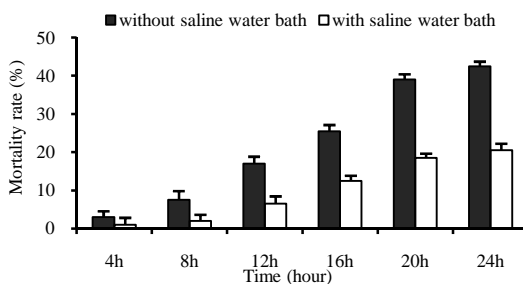 without saline water bath with saline water bath
50
40
30
20
10
0
Mortality rate (%)
4h 8h 12h 16h 20h 24h
Time (hour)